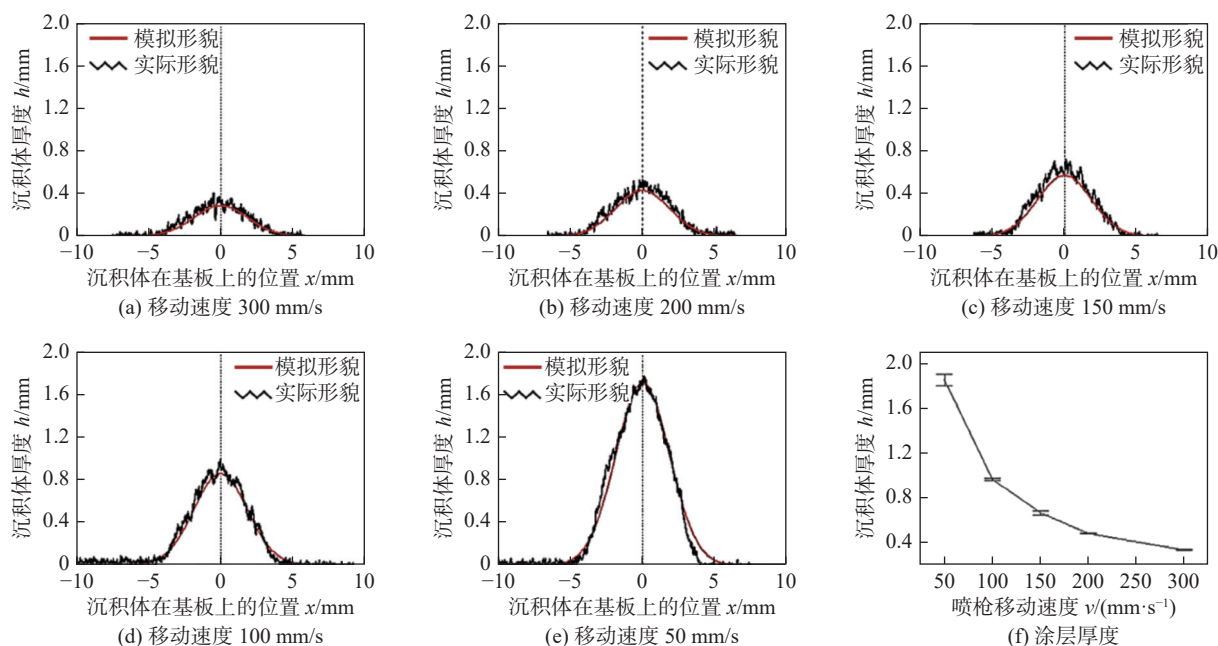 2.0
1.6
1.2
0.8
0.4
0
沉积体厚度 h/mm
模拟形貌
实际形貌
−10 −5 0 5 10
沉积体在基板上的位置 x/mm
(a) 移动速度 300 mm/s
2.0
1.6
1.2
0.8
0.4
0
沉积体厚度 h/mm
模拟形貌
实际形貌
−10 −5 0 5 10
沉积体在基板上的位置 x/mm
(b) 移动速度 200 mm/s
2.0
1.6
1.2
0.8
0.4
0
沉积体厚度 h/mm
模拟形貌
实际形貌
−10 −5 0 5 10
沉积体在基板上的位置 x/mm
(c) 移动速度 150 mm/s
2.0
1.6
1.2
0.8
0.4
0
沉积体厚度 h/mm
模拟形貌
实际形貌
−10 −5 0 5 10
沉积体在基板上的位置 x/mm
(d) 移动速度 100 mm/s
2.0
1.6
1.2
0.8
0.4
0
沉积体厚度 h/mm
模拟形貌
实际形貌
−10 −5 0 5 10
沉积体在基板上的位置 x/mm
(e) 移动速度 50 mm/s
2.0
1.6
1.2
0.8
0.4
沉积体厚度 h/mm
50 100 150 200 250 300
喷枪移动速度 v/(mm·s⁻¹)
(f) 涂层厚度